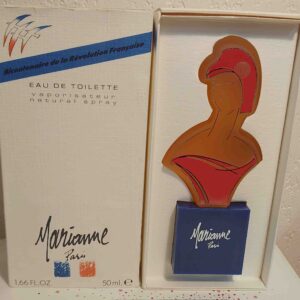 Bicentenaire de la Révolution Française
EAU DE TOILETTE
vaporisateur
natural spray
Marianne
Paris
1.66 FL.OZ.
50 ml. e
Marianne
Paris